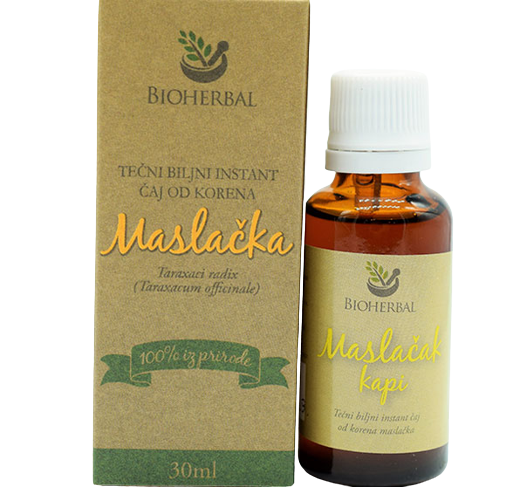 BIOHERBAL
TEČNI BILJNI INSTANT
ČAJ OD KORENA
Maslačka
Taraxaci radix
(Taraxacum officinale)
100% iz prirode
30ml
BIOHERBAL
Maslačak
kapi
Tečni biljni instant čaj
od korena maslačka